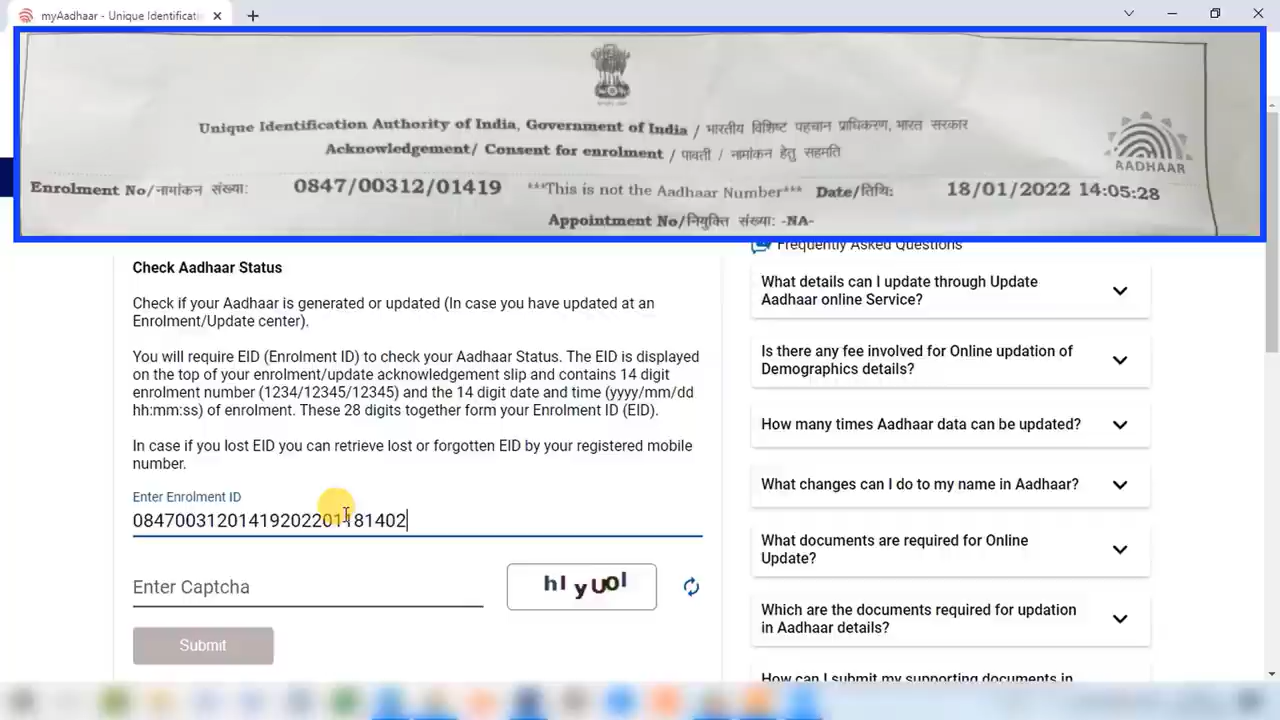 myAadhaar - Unique Identificati
Unique Identification Authority of India, Government of India / भारतीय विशिष्ट पहचान प्राधिकरण, भारत सरकार
Acknowledgement/ Consent for enrolment / पावती / नामांकन हेतु सहमति
AADHAAR
Enrolment No/नामांकन संख्या: 0847/00312/01419 ***This is not the Aadhaar Number*** Date/तिथि: 18/01/2022 14:05:28
Appointment No/नियुक्ति संख्या: -NA-
Check Aadhaar Status
Check if your Aadhaar is generated or updated (In case you have updated at an
Enrolment/Update center).
You will require EID (Enrolment ID) to check your Aadhaar Status. The EID is displayed
on the top of your enrolment/update acknowledgement slip and contains 14 digit
enrolment number (1234/12345/12345) and the 14 digit date and time (yyyy/mm/dd
hh:mm:ss) of enrolment. These 28 digits together form your Enrolment ID (EID).
In case if you lost EID you can retrieve lost or forgotten EID by your registered mobile
number.
Enter Enrolment ID
08470031201419202201181402
Enter Captcha
hlyUol
Submit
Frequently Asked Questions
What details can I update through Update
Aadhaar online Service?
Is there any fee involved for Online updation of
Demographics details?
How many times Aadhaar data can be updated?
What changes can I do to my name in Aadhaar?
What documents are required for Online
Update?
Which are the documents required for updation
in Aadhaar details?
How can I submit my supporting documents in